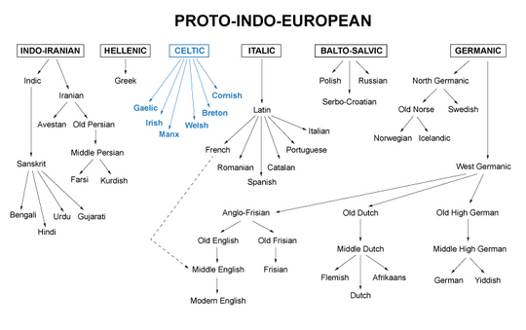 PROTO-INDO-EUROPEAN
INDO-IRANIAN
HELLENIC
CELTIC
ITALIC
BALTO-SALVIC
GERMANIC
Indic
Iranian
Avestan
Old Persian
Middle Persian
Farsi
Kurdish
Sanskrit
Bengali
Hindi
Urdu
Gujarati
Greek
Gaelic
Irish
Manx
Welsh
Breton
Cornish
Latin
French
Romanian
Spanish
Catalan
Portuguese
Italian
Polish
Russian
Serbo-Croatian
North Germanic
Old Norse
Swedish
Norwegian
Icelandic
West Germanic
Anglo-Frisian
Old English
Old Frisian
Middle English
Frisian
Modern English
Old Dutch
Middle Dutch
Flemish
Afrikaans
Dutch
Old High German
Middle High German
German
Yiddish